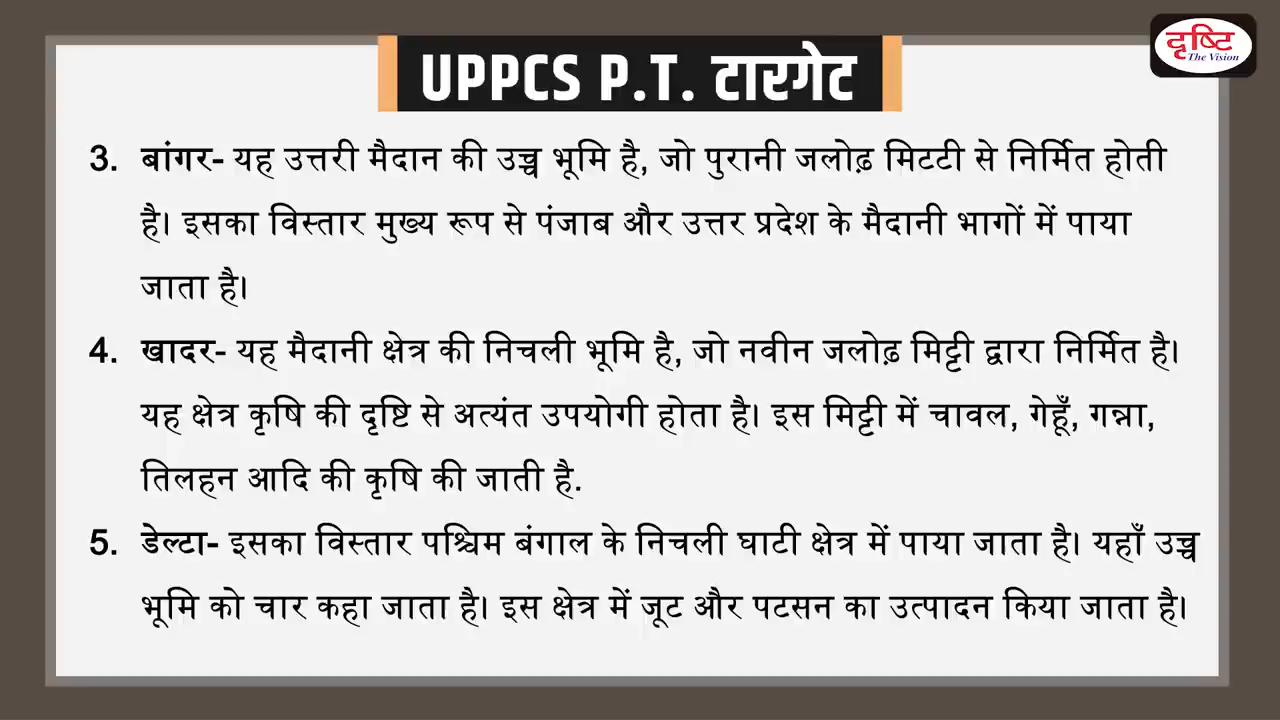 दृष्टि
The Vision
UPPCS P.T. टारगेट
3. बांगर- यह उत्तरी मैदान की उच्च भूमि है, जो पुरानी जलोढ़ मिटटी से निर्मित होती
है। इसका विस्तार मुख्य रूप से पंजाब और उत्तर प्रदेश के मैदानी भागों में पाया
जाता है।
4. खादर- यह मैदानी क्षेत्र की निचली भूमि है, जो नवीन जलोढ़ मिट्टी द्वारा निर्मित है।
यह क्षेत्र कृषि की दृष्टि से अत्यंत उपयोगी होता है। इस मिट्टी में चावल, गेहूँ, गन्ना,
तिलहन आदि की कृषि की जाती है.
5. डेल्टा- इसका विस्तार पश्चिम बंगाल के निचली घाटी क्षेत्र में पाया जाता है। यहाँ उच्च
भूमि को चार कहा जाता है। इस क्षेत्र में जूट और पटसन का उत्पादन किया जाता है।